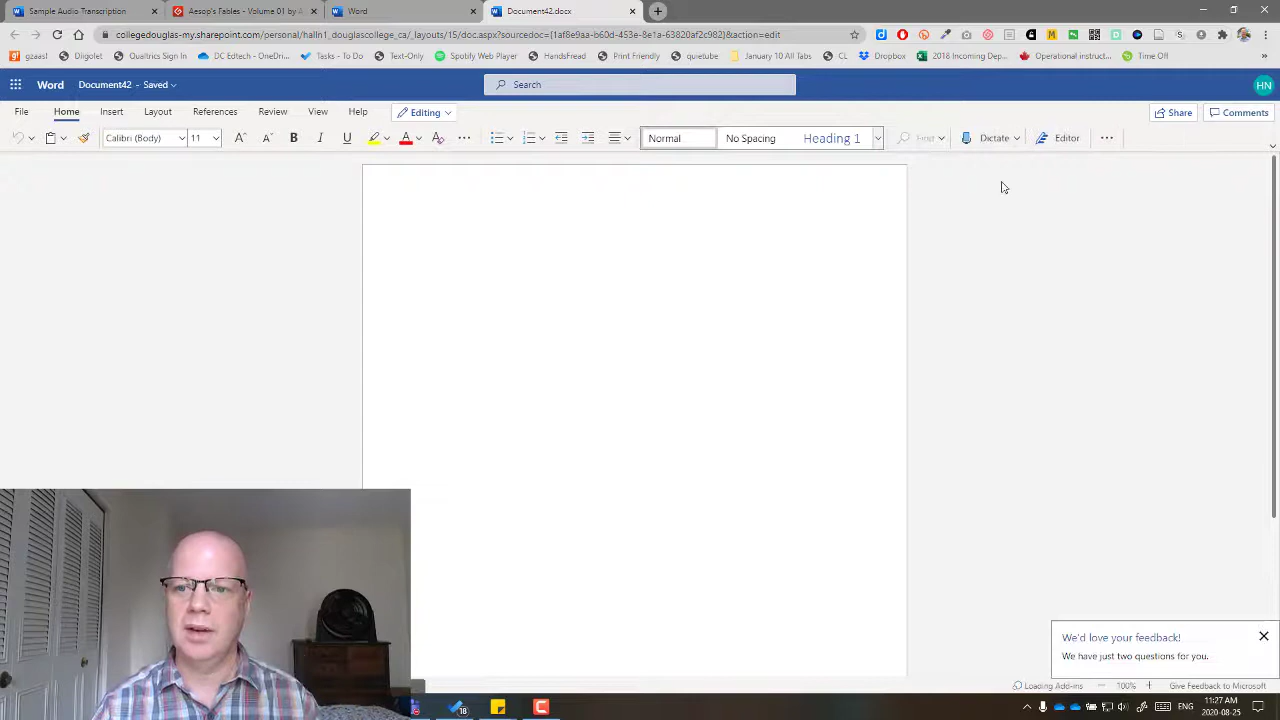 Sample Audio Transcription
Aesop's Fables - Volume 01 by A
Word
Document42.docx
collegedouglas-my.sharepoint.com/personal/halln1_douglascollege_ca/_layouts/15/doc.aspx?sourcedoc={1af8e9aa-b60d-453e-8e1a-63820af2c982}&action=edit
gzaasl
Diigolet
Qualtrics Sign In
DC Edtech - OneDri...
Tasks - To Do
Text-Only
Spotify Web Player
HandsFread
Print Friendly
quetube
January 10 All Tabs
CL
Dropbox
2018 Incoming Dep...
Operational instruct...
Time Off
Word
Document42 - Saved
Search
HN
File
Home
Insert
Layout
References
Review
View
Help
Editing
Share
Comments
Calibri (Body)
11
B
I
U
Normal
No Spacing
Heading 1
Find
Dictate
Editor
We'd love your feedback!
We have just two questions for you.
Loading Add-ins
100%
Give Feedback to Microsoft
18
ENG
11:27 AM
2020-08-25